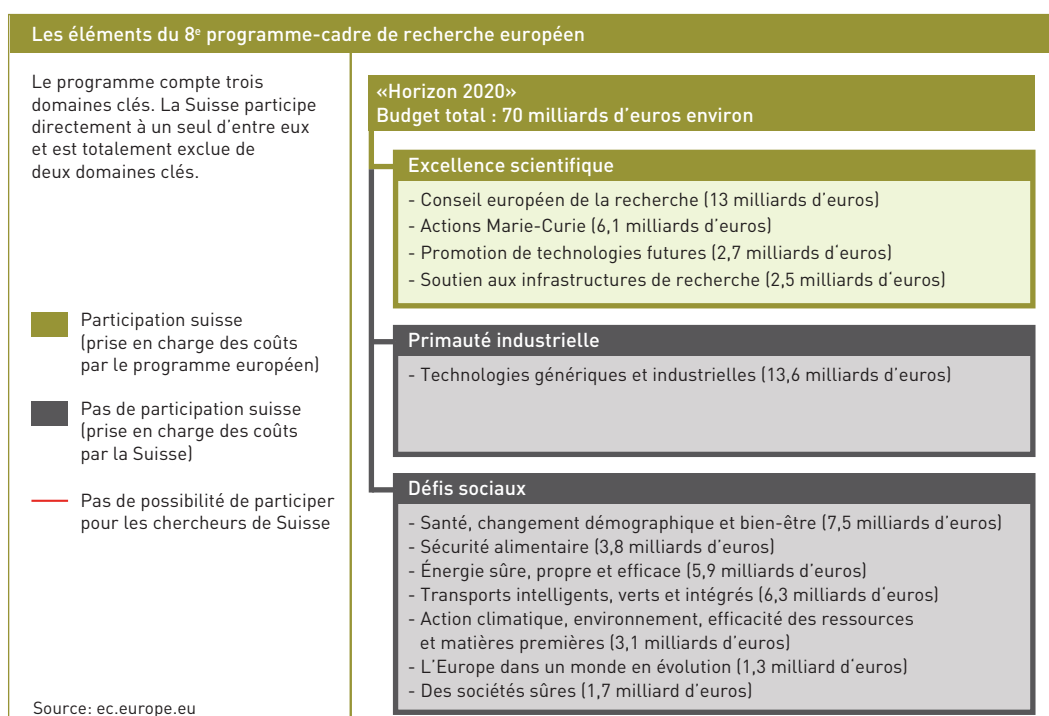 Les éléments du 8e programme-cadre de recherche européen
Le programme compte trois
domaines clés. La Suisse participe
directement à un seul d'entre eux
et est totalement exclue de
deux domaines clés.
Participation suisse
(prise en charge des coûts
par le programme européen)
Pas de participation suisse
(prise en charge des coûts
par la Suisse)
Pas de possibilité de participer
pour les chercheurs de Suisse
Source: ec.europe.eu
«Horizon 2020»
Budget total : 70 milliards d'euros environ
Excellence scientifique
- Conseil européen de la recherche (13 milliards d'euros)
- Actions Marie-Curie (6,1 milliards d'euros)
- Promotion de technologies futures (2,7 milliards d'euros)
- Soutien aux infrastructures de recherche (2,5 milliards d'euros)
Primauté industrielle
- Technologies génériques et industrielles (13,6 milliards d'euros)
Défis sociaux
- Santé, changement démographique et bien-être (7,5 milliards d'euros)
- Sécurité alimentaire (3,8 milliards d'euros)
- Énergie sûre, propre et efficace (5,9 milliards d'euros)
- Transports intelligents, verts et intégrés (6,3 milliards d'euros)
- Action climatique, environnement, efficacité des ressources
et matières premières (3,1 milliards d'euros)
- L'Europe dans un monde en évolution (1,3 milliard d'euros)
- Des sociétés sûres (1,7 milliard d'euros)